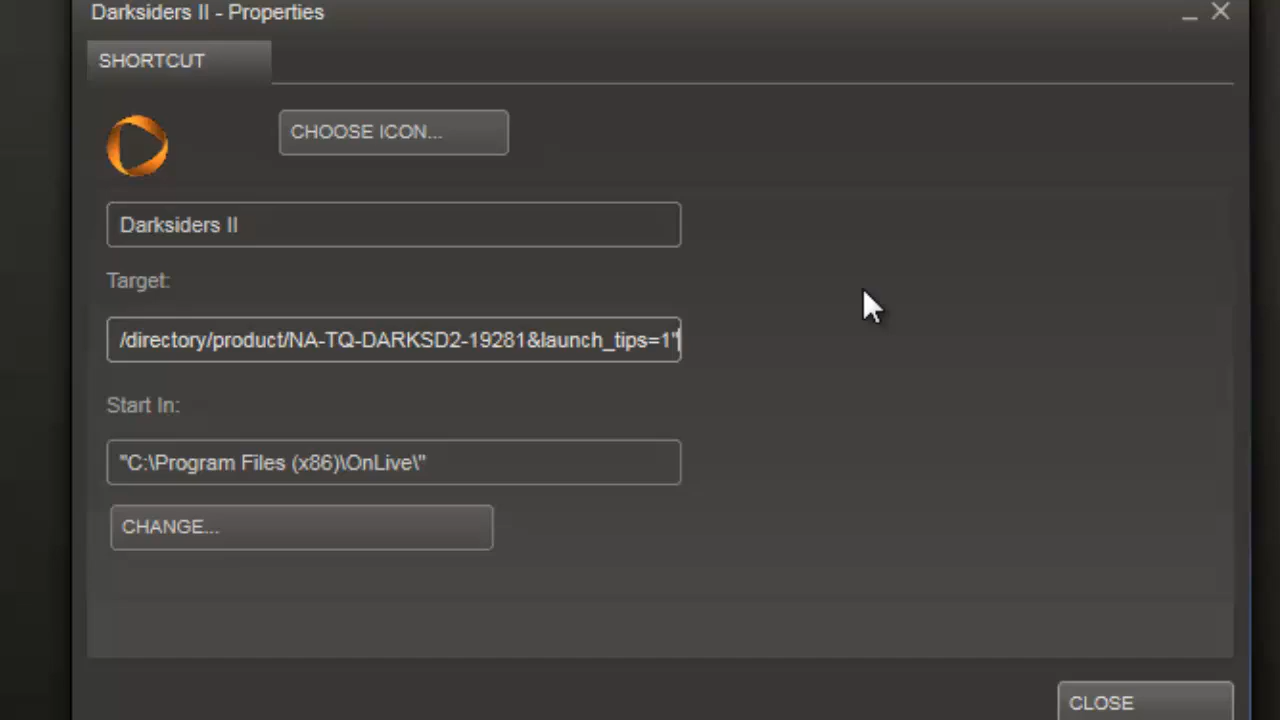 Darksiders II - Properties
SHORTCUT
CHOOSE ICON...
Darksiders II
Target:
/directory/product/NA-TQ-DARKSD2-19281&launch_tips=1"
Start In:
"C:\Program Files (x86)\OnLive\"
CHANGE...
CLOSE